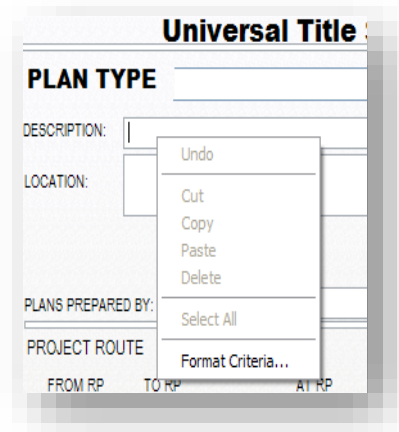 Universal Title
PLAN TYPE
DESCRIPTION:
Undo
LOCATION:
Cut
Copy
Paste
Delete
PLANS PREPARED BY:
Select All
PROJECT ROUTE
Format Criteria...
FROM RP TO RP AT RP